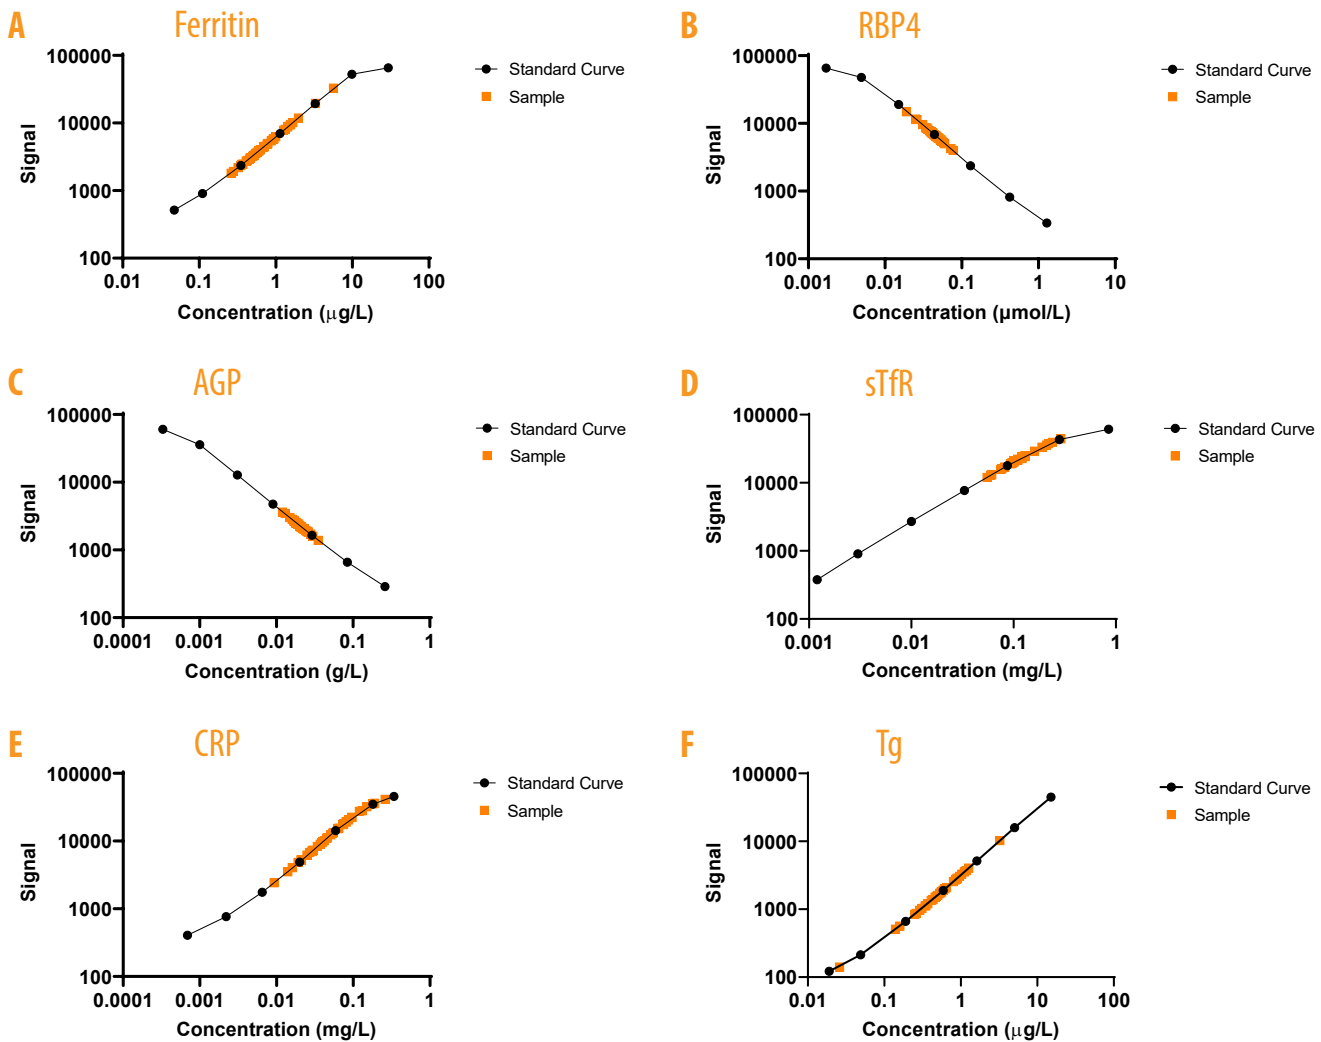 A Ferritin
100000
10000
1000
100
0.01 0.1 1 10 100
Signal
Concentration (μg/L)
Standard Curve
Sample
B RBP4
100000
10000
1000
100
0.001 0.01 0.1 1 10
Signal
Concentration (μmol/L)
Standard Curve
Sample
C AGP
100000
10000
1000
100
0.0001 0.001 0.01 0.1 1
Signal
Concentration (g/L)
Standard Curve
Sample
D sTfR
100000
10000
1000
100
0.001 0.01 0.1 1
Signal
Concentration (mg/L)
Standard Curve
Sample
E CRP
100000
10000
1000
100
0.0001 0.001 0.01 0.1 1
Signal
Concentration (mg/L)
Standard Curve
Sample
F Tg
100000
10000
1000
100
0.01 0.1 1 10 100
Signal
Concentration (μg/L)
Standard Curve
Sample